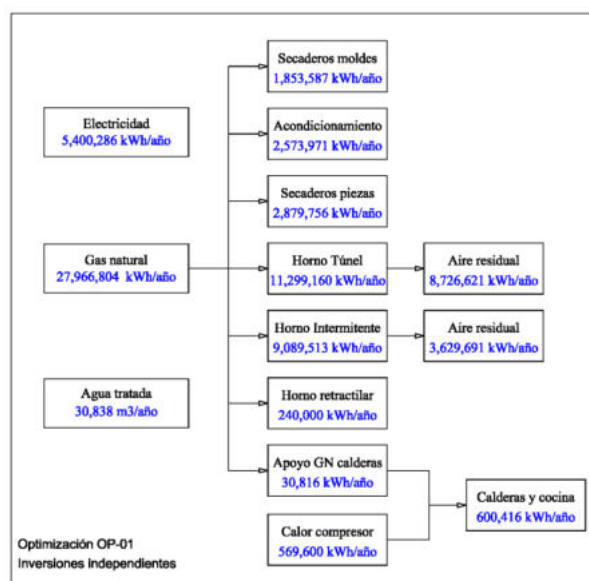 Secaderos moldes
1,853,587 kWh/año
Electricidad
5,400,286 kWh/año
Acondicionamiento
2,573,971 kWh/año
Secaderos piezas
2,879,756 kWh/año
Gas natural
27,966,804 kWh/año
Horno Túnel
11,299,160 kWh/año
Aire residual
8,726,621 kWh/año
Horno Intermitente
9,089,513 kWh/año
Aire residual
3,629,691 kWh/año
Agua tratada
30,838 m3/año
Horno retractilar
240,000 kWh/año
Apoyo GN calderas
30,816 kWh/año
Calderas y cocina
600,416 kWh/año
Calor compresor
569,600 kWh/año
Optimización OP-01
Inversiones independientes